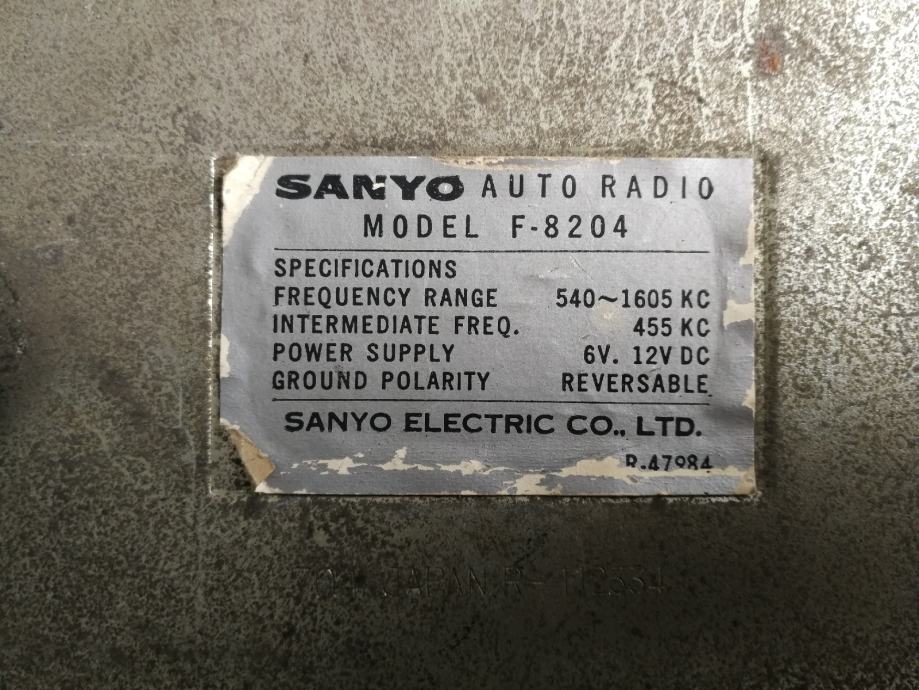 SANYO AUTO RADIO
MODEL F-8204
SPECIFICATIONS
FREQUENCY RANGE 540~1605 KC
INTERMEDIATE FREQ. 455 KC
POWER SUPPLY 6V. 12V DC
GROUND POLARITY REVERSABLE
SANYO ELECTRIC CO., LTD.
R-47984
JAPAN